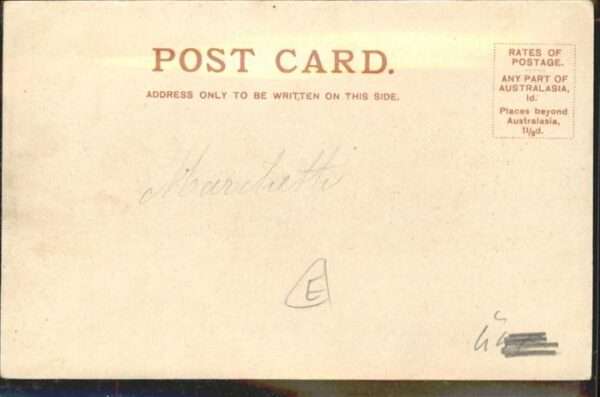 POST CARD.
ADDRESS ONLY TO BE WRITTEN ON THIS SIDE.
RATES OF
POSTAGE.
ANY PART OF
AUSTRALASIA,
1d.
Places beyond
Australasia,
1½d.
Marchetti
E